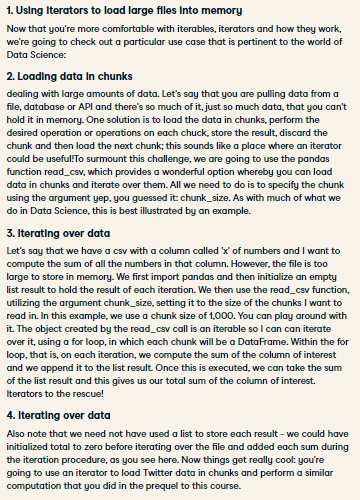 1. Using iterators to load large files into memory
Now that you're more comfortable with iterables, iterators and how they work,
we're going to check out a particular use case that is pertinent to the world of
Data Science:
2. Loading data in chunks
dealing with large amounts of data. Let's say that you are pulling data from a
file, database or API and there's so much of it, just so much data, that you can't
hold it in memory. One solution is to load the data in chunks, perform the
desired operation or operations on each chuck, store the result, discard the
chunk and then load the next chunk; this sounds like a place where an iterator
could be useful!To surmount this challenge, we are going to use the pandas
function read_csv, which provides a wonderful option whereby you can load
data in chunks and iterate over them. All we need to do is to specify the chunk
using the argument yep, you guessed it: chunk_size. As with much of what we
do in Data Science, this is best illustrated by an example.
3. Iterating over data
Let's say that we have a csv with a column called 'x' of numbers and I want to
compute the sum of all the numbers in that column. However, the file is too
large to store in memory. We first import pandas and then initialize an empty
list result to hold the result of each iteration. We then use the read_csv function,
utilizing the argument chunk_size, setting it to the size of the chunks I want to
read in. In this example, we use a chunk size of 1,000. You can play around with
it. The object created by the read_csv call is an iterable so I can can iterate
over it, using a for loop, in which each chunk will be a DataFrame. Within the for
loop, that is, on each iteration, we compute the sum of the column of interest
and we append it to the list result. Once this is executed, we can take the sum
of the list result and this gives us our total sum of the column of interest.
Iterators to the rescue!
4. Iterating over data
Also note that we need not have used a list to store each result - we could have
initialized total to zero before iterating over the file and added each sum during
the iteration procedure, as you see here. Now things get really cool: you're
going to use an iterator to load Twitter data in chunks and perform a similar
computation that you did in the prequel to this course.